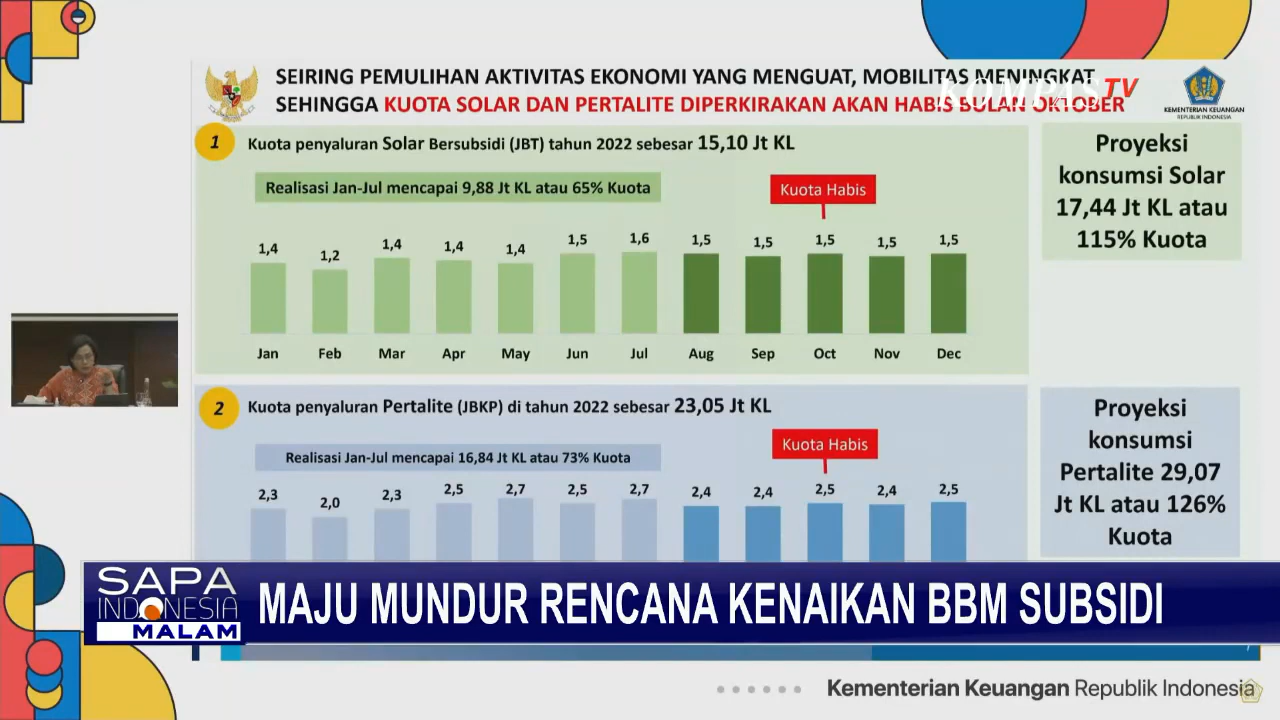 SEIRING PEMULIHAN AKTIVITAS EKONOMI YANG MENGUAT, MOBILITAS MENINGKAT
SEHINGGA KUOTA SOLAR DAN PERTALITE DIPERKIRAKAN AKAN HABIS BULAN OKTOBER
KOMPAS TV
KEMENTERIAN KEUANGAN
REPUBLIK INDONESIA
1
Kuota penyaluran Solar Bersubsidi (JBT) tahun 2022 sebesar 15,10 Jt KL
Realisasi Jan-Jul mencapai 9,88 Jt KL atau 65% Kuota
Kuota Habis
1,4 1,2 1,4 1,4 1,4 1,5 1,6 1,5 1,5 1,5 1,5 1,5
Jan Feb Mar Apr May Jun Jul Aug Sep Oct Nov Dec
Proyeksi
konsumsi Solar
17,44 Jt KL atau
115% Kuota
2
Kuota penyaluran Pertalite (JBKP) di tahun 2022 sebesar 23,05 Jt KL
Realisasi Jan-Jul mencapai 16,84 Jt KL atau 73% Kuota
Kuota Habis
2,3 2,0 2,3 2,5 2,7 2,5 2,7 2,4 2,4 2,5 2,4 2,5
Proyeksi
konsumsi
Pertalite 29,07
Jt KL atau 126%
Kuota
SAPA
INDONESIA
MALAM
MAJU MUNDUR RENCANA KENAIKAN BBM SUBSIDI
Kementerian Keuangan Republik Indonesia